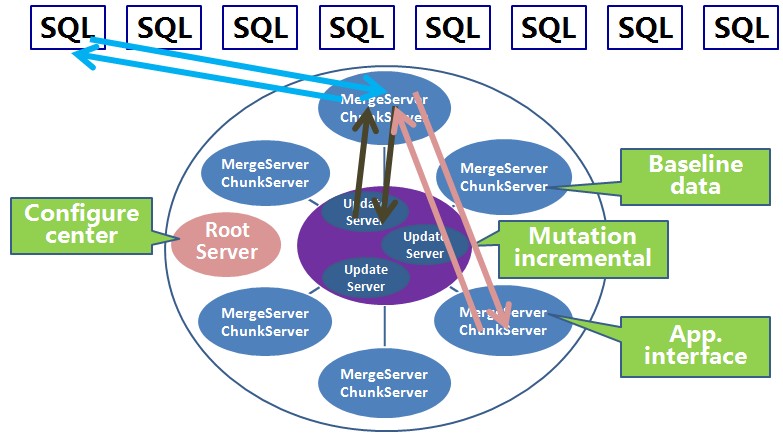 SQL SQL SQL SQL SQL SQL SQL SQL
MergeServer
ChunkServer
MergeServer
ChunkServer
MergeServer
ChunkServer
Baseline
data
Configure
center
Root
Server
Update
Server
Update
Server
Update
Server
Mutation
incremental
MergeServer
ChunkServer
MergeServer
ChunkServer
App.
interface
MergeServer
ChunkServer